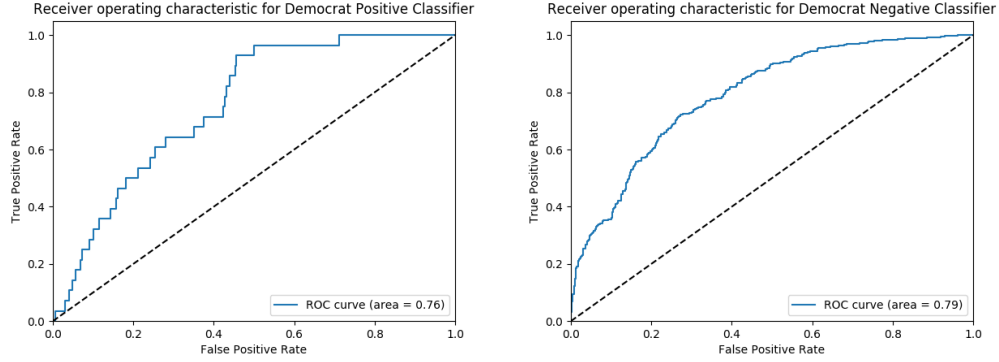 Receiver operating characteristic for Democrat Positive Classifier
1.0
0.8
0.6
0.4
0.2
0.0
True Positive Rate
0.0 0.2 0.4 0.6 0.8 1.0
False Positive Rate
ROC curve (area = 0.76)
Receiver operating characteristic for Democrat Negative Classifier
1.0
0.8
0.6
0.4
0.2
0.0
True Positive Rate
0.0 0.2 0.4 0.6 0.8 1.0
False Positive Rate
ROC curve (area = 0.79)